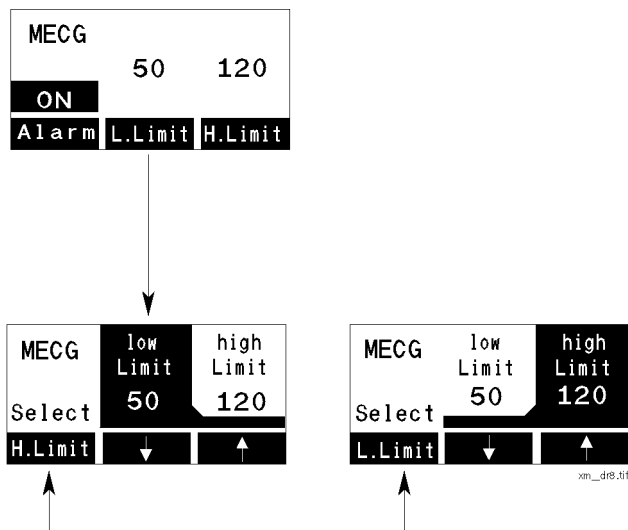 MECG
50 120
ON
Alarm L.Limit H.Limit
MECG low Limit 50 high Limit 120
Select
H.Limit ↓ ↑
MECG low Limit 50 high Limit 120
Select
L.Limit ↓ ↑
xm_dr8.tif